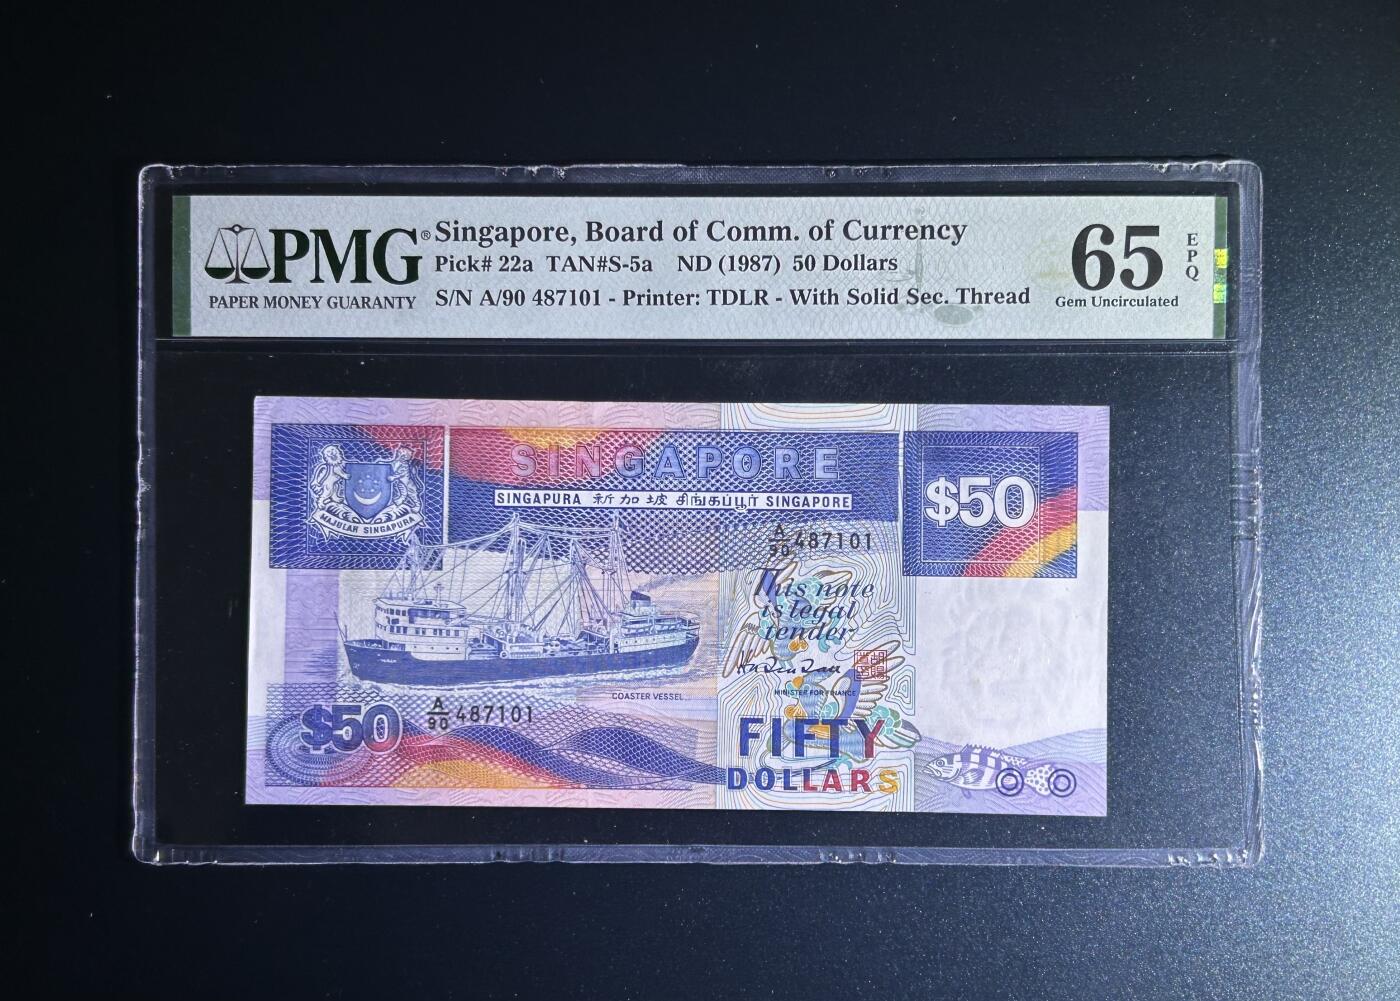 PMG®
PAPER MONEY GUARANTY
Singapore, Board of Comm. of Currency
Pick# 22a TAN#S-5a ND (1987) 50 Dollars
S/N A/90 487101 - Printer: TDLR - With Solid Sec. Thread
65
EPQ
Gem Uncirculated
SINGAPORE
SINGAPURA 新加坡 சிங்கப்பூர் SINGAPORE
MAJULAH SINGAPURA
$50
A/90 487101
This note
is legal
tender
MINISTER FOR FINANCE
COASTER VESSEL
$50 A/90 487101
FIFTY
DOLLARS